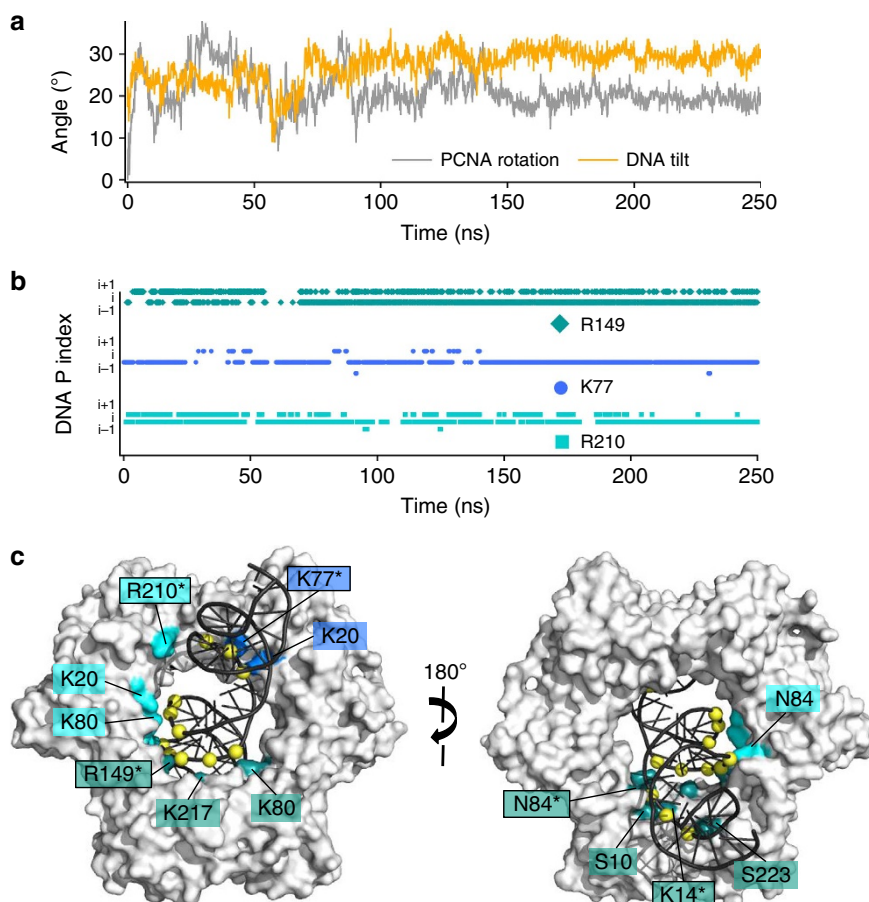 a
Angle (°)
30
20
10
0
PCNA rotation
DNA tilt
0
50
100
150
200
250
Time (ns)
b
DNA P index
i+1
i
i−1
R149
i+1
i
i−1
K77
i+1
i
i−1
R210
0
50
100
150
200
250
Time (ns)
c
R210*
K77*
K20
K20
K80
R149*
K217
K80
180°
N84
N84*
S10
K14*
S223